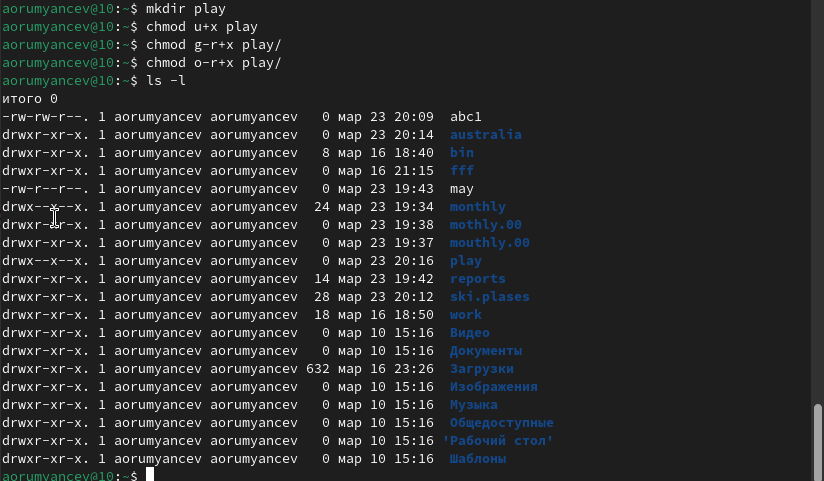 aorumyancev@10:~$ mkdir play
aorumyancev@10:~$ chmod u+x play
aorumyancev@10:~$ chmod g-r+x play/
aorumyancev@10:~$ chmod o-r+x play/
aorumyancev@10:~$ ls -l
итого 0
-rw-rw-r--. 1 aorumyancev aorumyancev   0 мар 23 20:09  abc1
drwxr-xr-x. 1 aorumyancev aorumyancev   0 мар 23 20:14  australia
drwxr-xr-x. 1 aorumyancev aorumyancev   8 мар 16 18:40  bin
drwxr-xr-x. 1 aorumyancev aorumyancev   0 мар 16 21:15  fff
-rw-r--r--. 1 aorumyancev aorumyancev   0 мар 23 19:43  may
drwx--x--x. 1 aorumyancev aorumyancev  24 мар 23 19:34  monthly
drwxr-xr-x. 1 aorumyancev aorumyancev   0 мар 23 19:38  mothly.00
drwxr-xr-x. 1 aorumyancev aorumyancev   0 мар 23 19:37  mouthly.00
drwx--x--x. 1 aorumyancev aorumyancev   0 мар 23 20:16  play
drwxr-xr-x. 1 aorumyancev aorumyancev  14 мар 23 19:42  reports
drwxr-xr-x. 1 aorumyancev aorumyancev  28 мар 23 20:12  ski.plases
drwxr-xr-x. 1 aorumyancev aorumyancev  18 мар 16 18:50  work
drwxr-xr-x. 1 aorumyancev aorumyancev   0 мар 10 15:16  Видео
drwxr-xr-x. 1 aorumyancev aorumyancev   0 мар 10 15:16  Документы
drwxr-xr-x. 1 aorumyancev aorumyancev 632 мар 16 23:26  Загрузки
drwxr-xr-x. 1 aorumyancev aorumyancev   0 мар 10 15:16  Изображения
drwxr-xr-x. 1 aorumyancev aorumyancev   0 мар 10 15:16  Музыка
drwxr-xr-x. 1 aorumyancev aorumyancev   0 мар 10 15:16  Общедоступные
drwxr-xr-x. 1 aorumyancev aorumyancev   0 мар 10 15:16 'Рабочий стол'
drwxr-xr-x. 1 aorumyancev aorumyancev   0 мар 10 15:16  Шаблоны
aorumyancev@10:~$